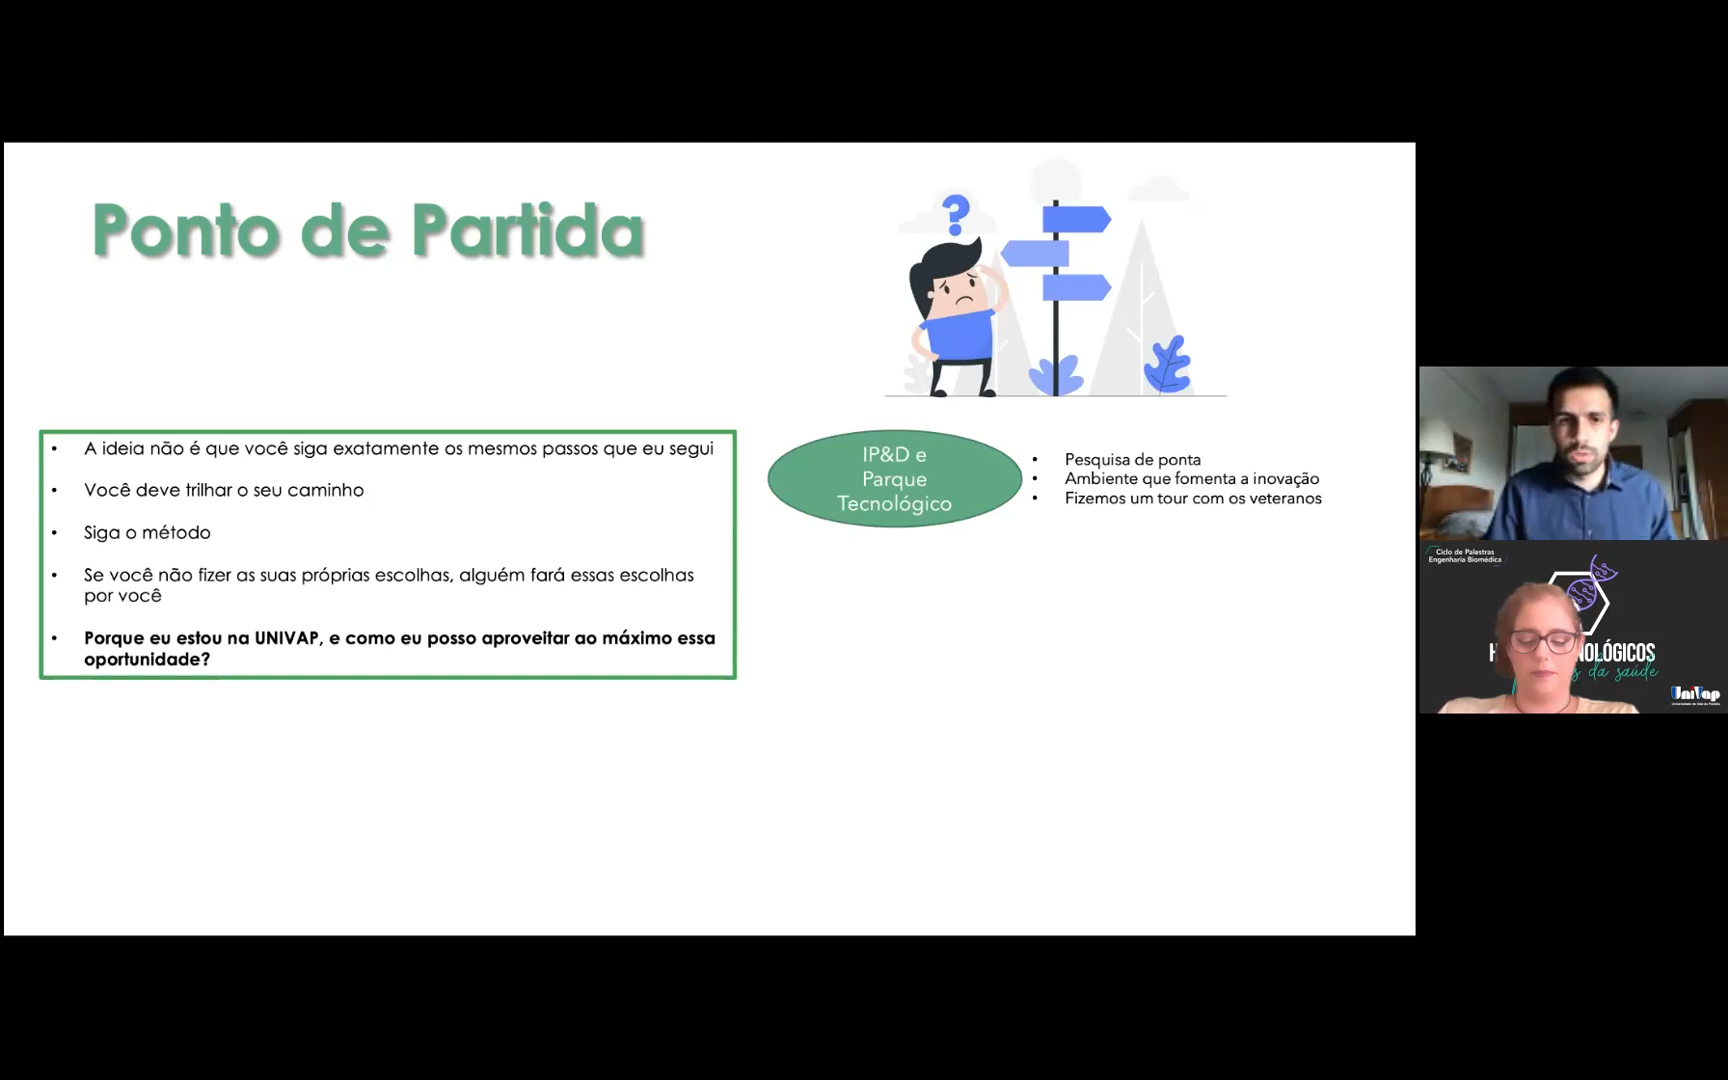 Ponto de Partida
?
• A ideia não é que você siga exatamente os mesmos passos que eu segui
• Você deve trilhar o seu caminho
• Siga o método
• Se você não fizer as suas próprias escolhas, alguém fará essas escolhas
por você
• Porque eu estou na UNIVAP, e como eu posso aproveitar ao máximo essa
oportunidade?
IP&D e
Parque
Tecnológico
• Pesquisa de ponta
• Ambiente que fomenta a inovação
• Fizemos um tour com os veteranos
Ciclo de Palestras
Engenharia Biomédica
da saúde
UniVap